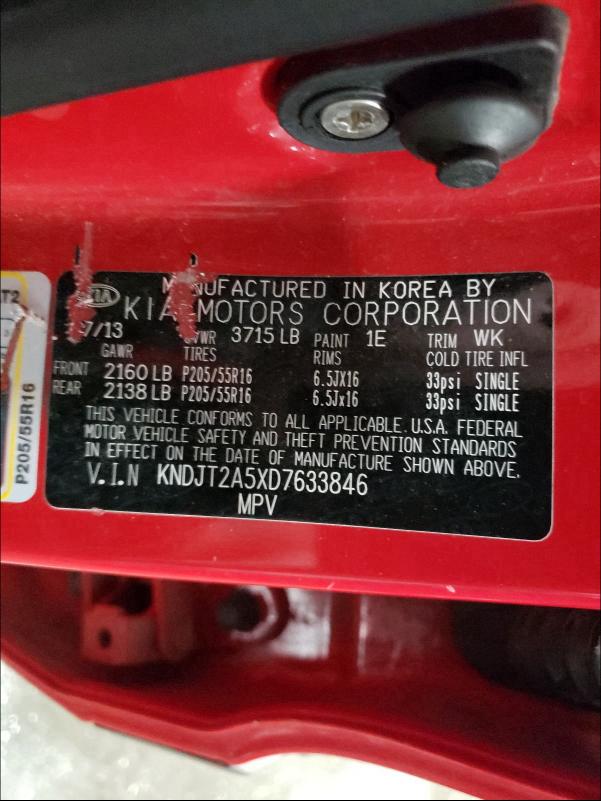 MANUFACTURED IN KOREA BY
KIA KIA MOTORS CORPORATION
7/13 GVWR 3715 LB PAINT 1E TRIM WK
GAWR TIRES RIMS COLD TIRE INFL
FRONT 2160 LB P205/55R16 6.5JX16 33psi SINGLE
REAR 2138 LB P205/55R16 6.5Jx16 33psi SINGLE
THIS VEHICLE CONFORMS TO ALL APPLICABLE. U.S.A. FEDERAL
MOTOR VEHICLE SAFETY AND THEFT PREVENTION STANDARDS
IN EFFECT ON THE DATE OF MANUFACTURE SHOWN ABOVE.
V.I.N KNDJT2A5XD7633846
MPV
P205/55R16